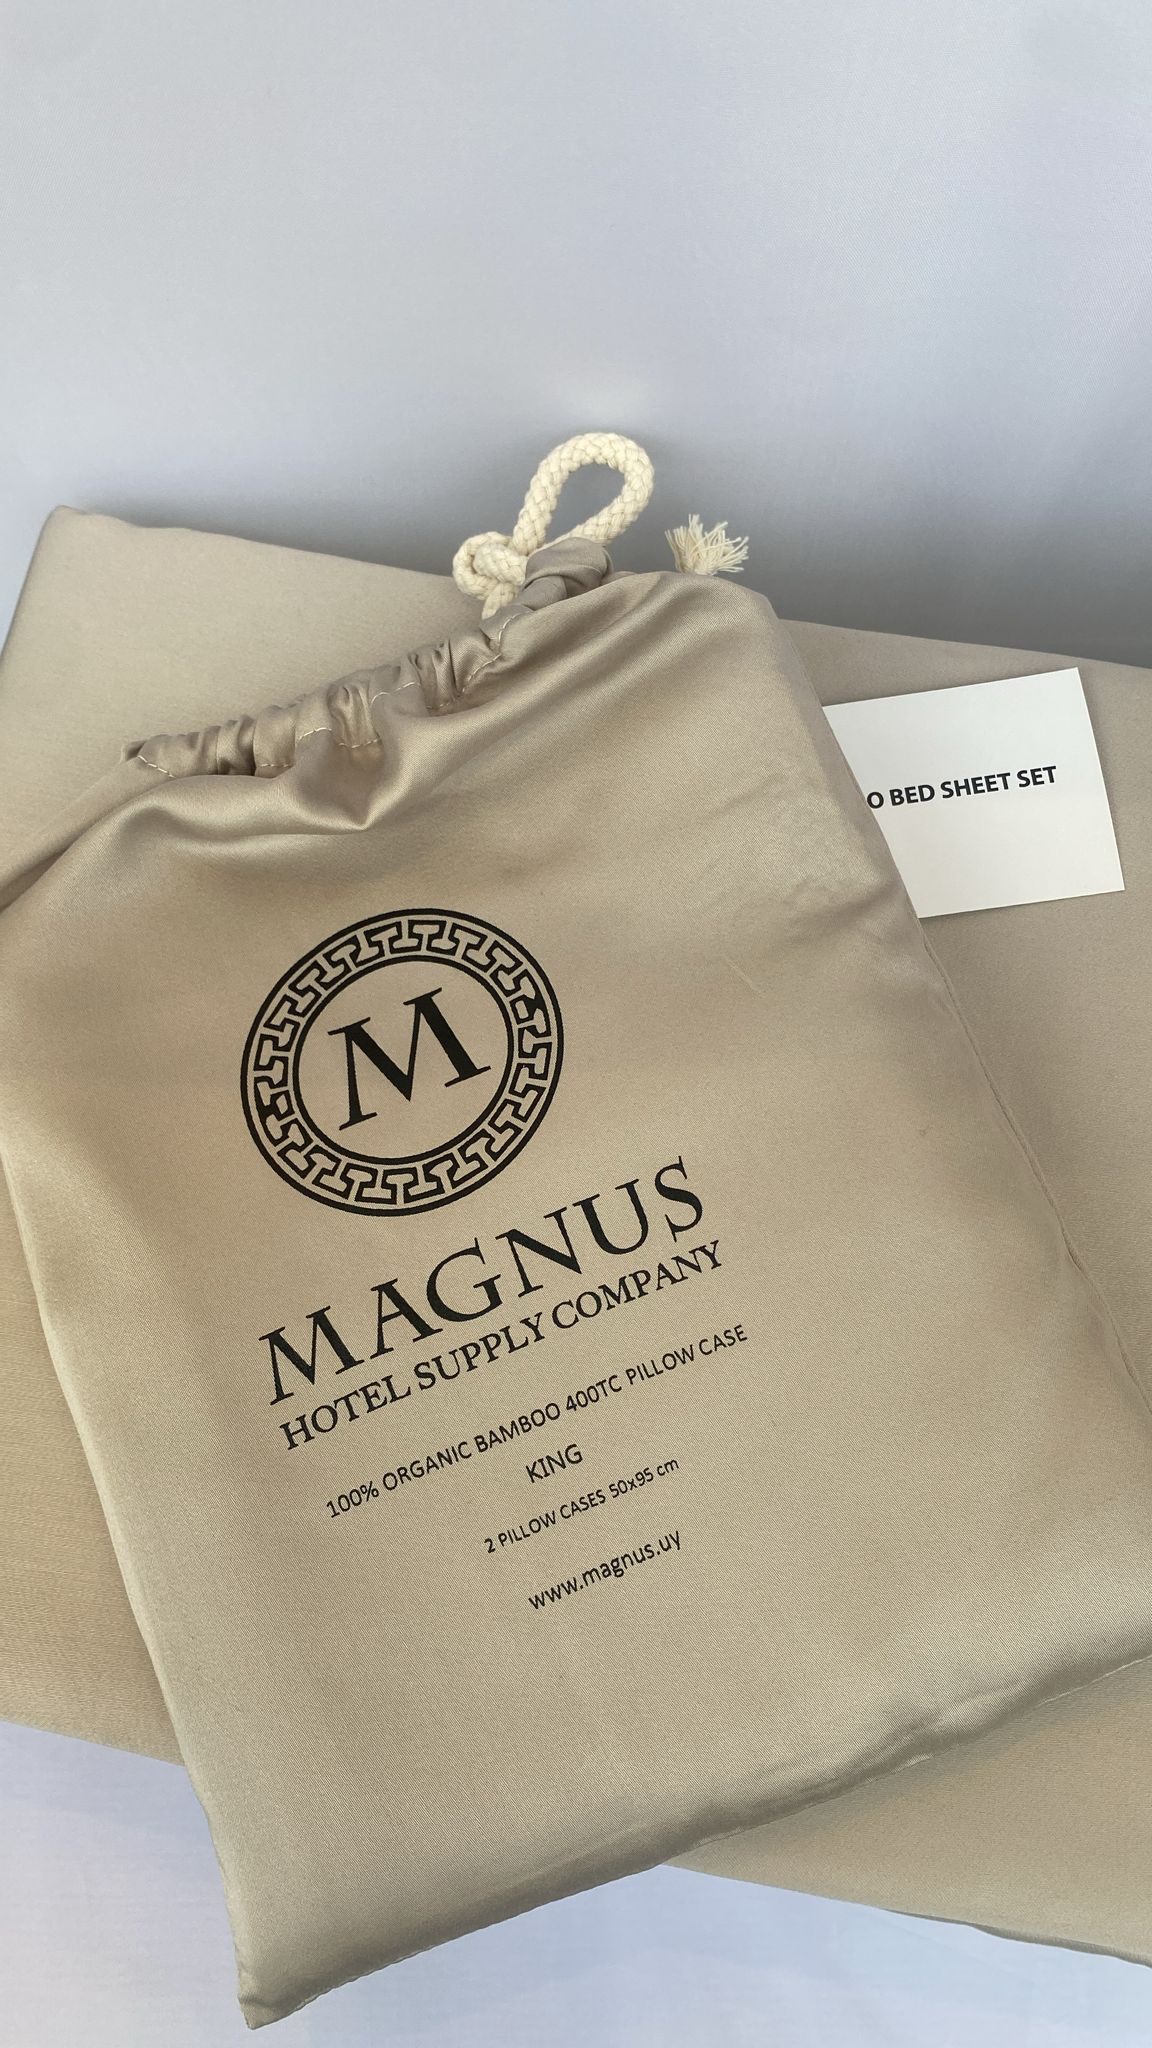 O BED SHEET SET
M
MAGNUS
HOTEL SUPPLY COMPANY
100% ORGANIC BAMBOO 400TC PILLOW CASE
KING
2 PILLOW CASES 50x95 cm
www.magnus.uy